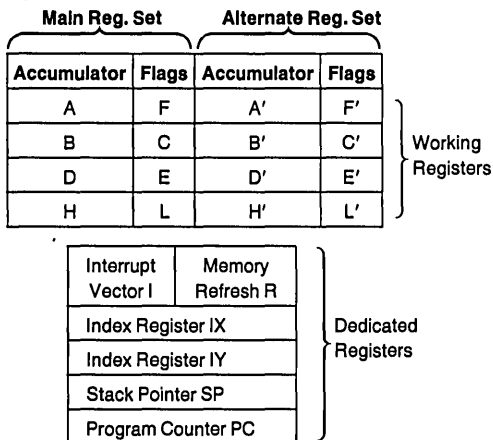 Main Reg. Set Alternate Reg. Set
Accumulator Flags Accumulator Flags
A F A′ F′
B C B′ C′
D E D′ E′
H L H′ L′
Working
Registers
Interrupt Memory
Vector I Refresh R
Index Register IX
Index Register IY
Stack Pointer SP
Program Counter PC
Dedicated
Registers